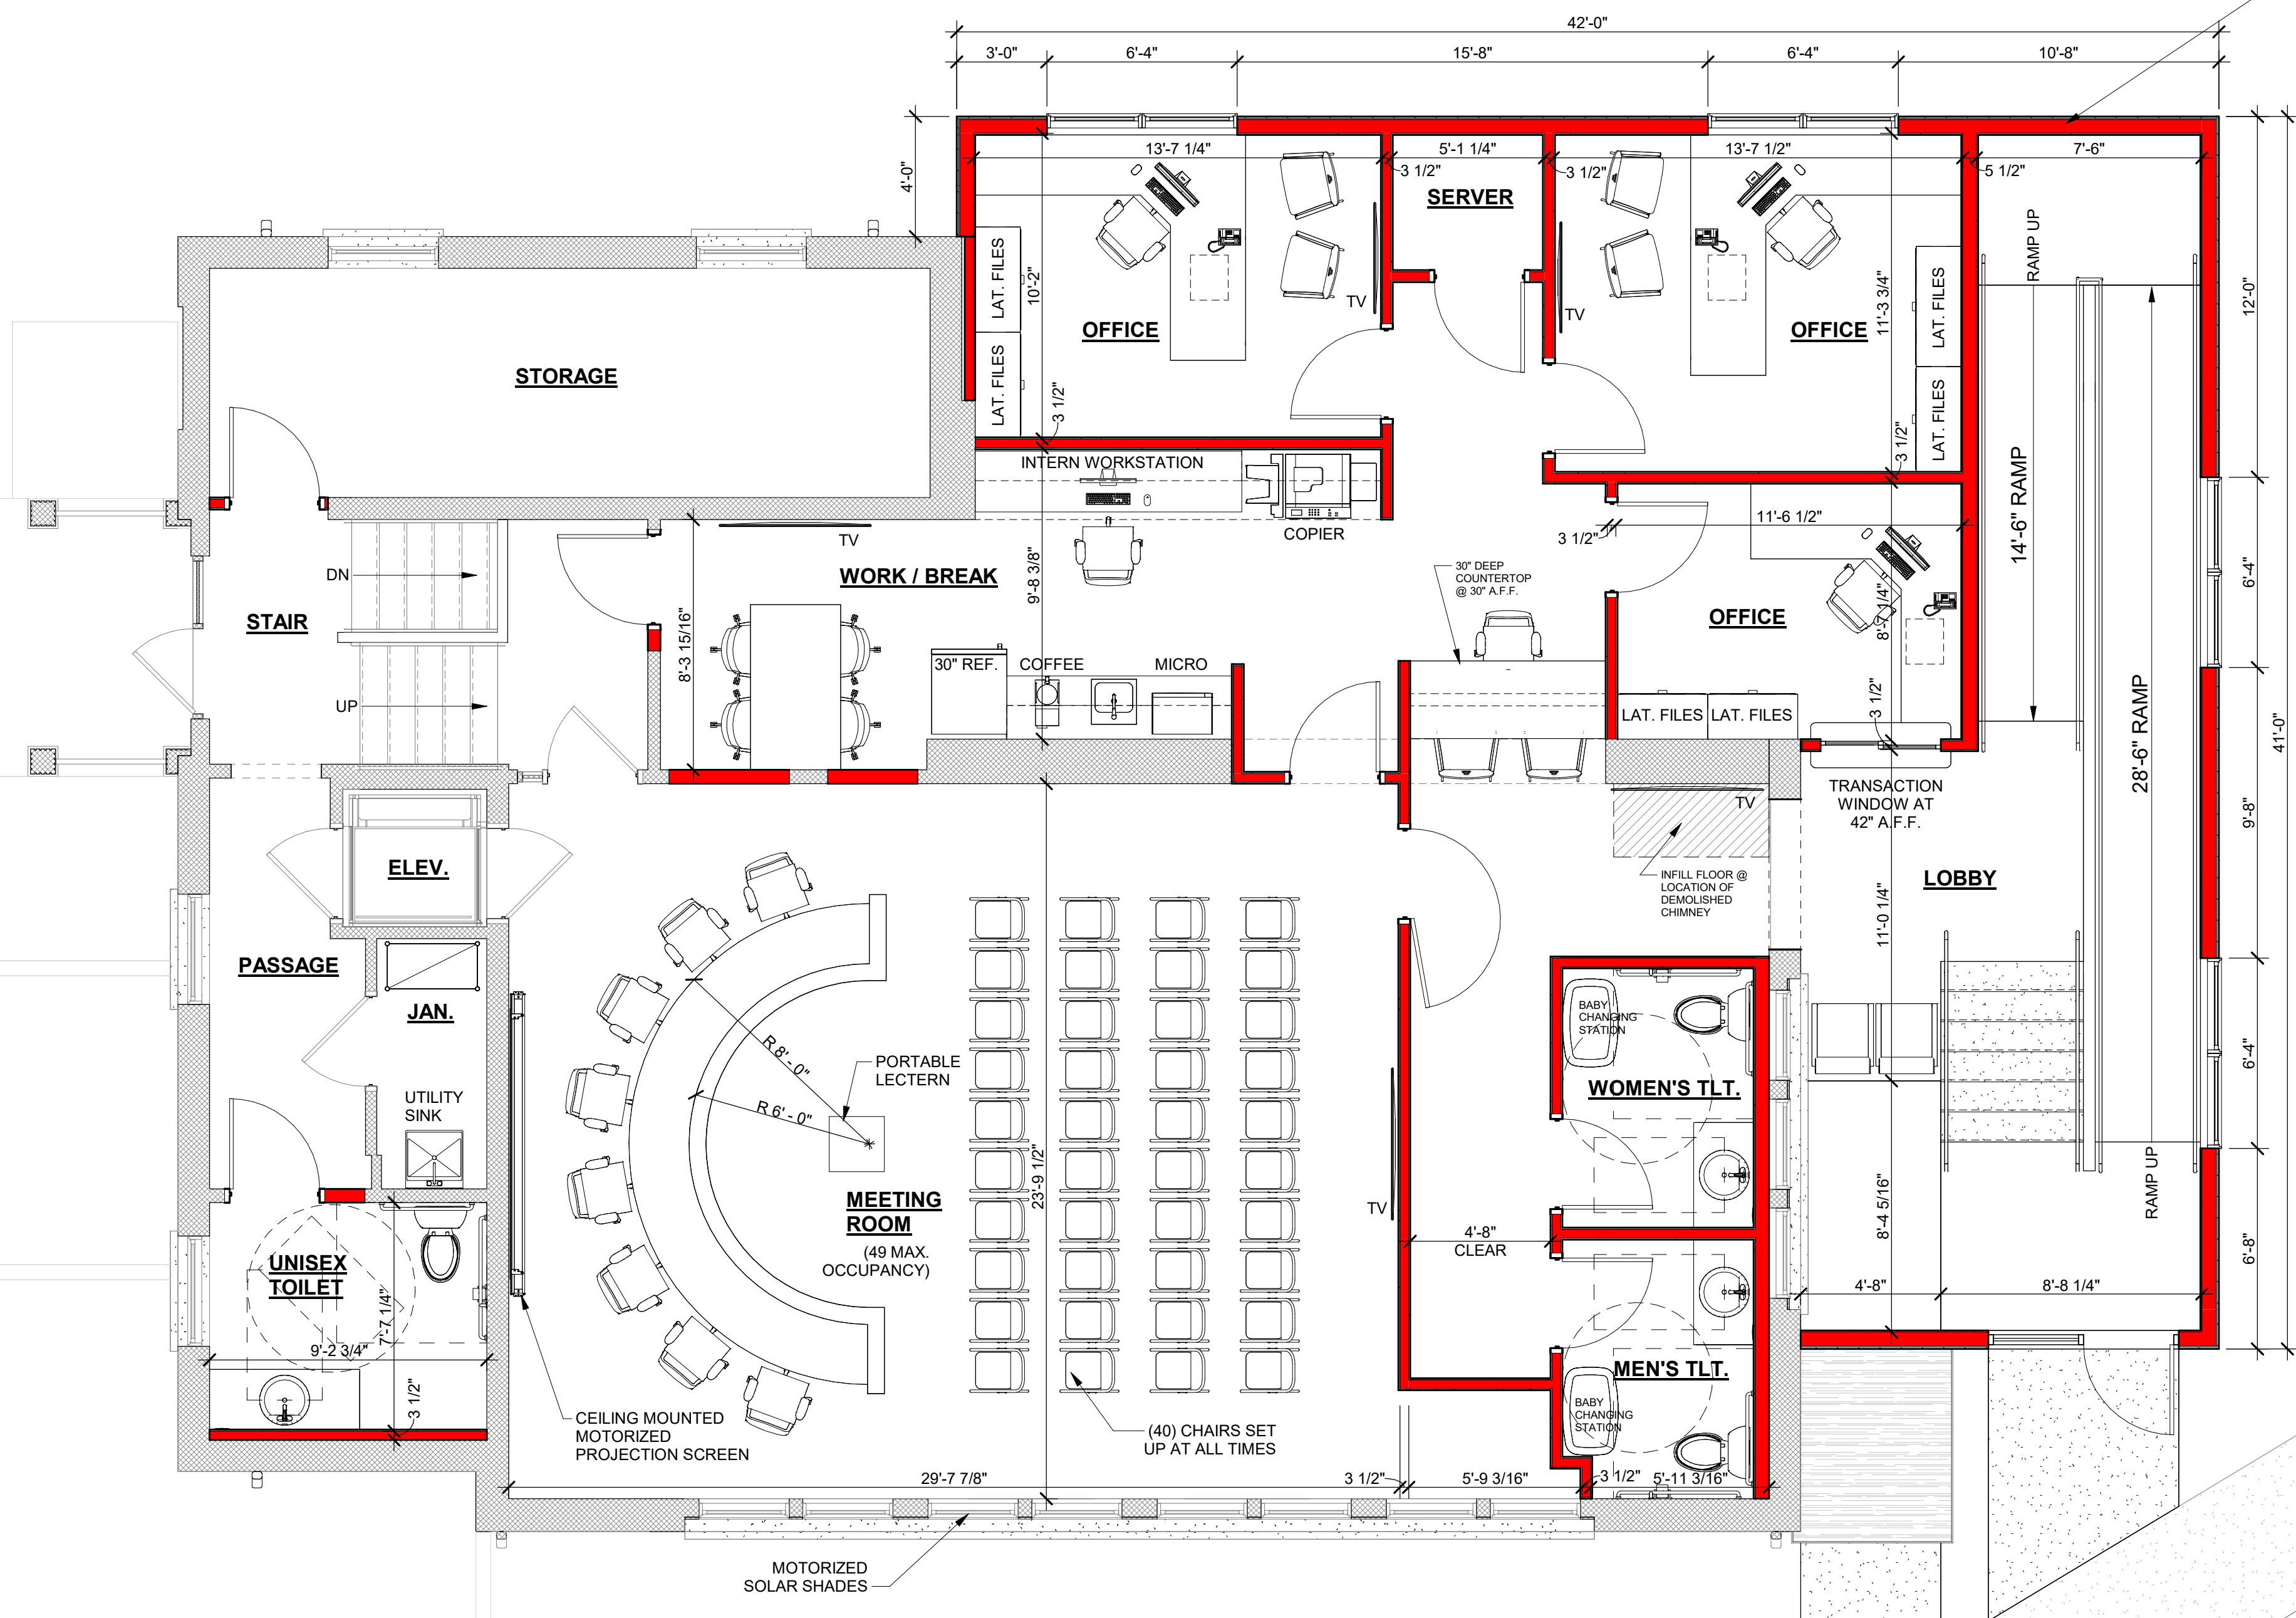 42'-0"
3'-0"
6'-4"
15'-8"
6'-4"
10'-8"
4'-0"
13'-7 1/4"
5'-1 1/4"
13'-7 1/2"
7'-6"
3 1/2"
3 1/2"
5 1/2"
SERVER
RAMP UP
LAT. FILES
10'-2"
TV
TV
OFFICE
OFFICE
11'-3 3/4"
LAT. FILES
12'-0"
LAT. FILES
STORAGE
3 1/2"
LAT. FILES
3 1/2"
INTERN WORKSTATION
COPIER
14'-6" RAMP
11'-6 1/2"
3 1/2"
TV
DN
WORK / BREAK
9'-8 3/8"
30" DEEP
COUNTERTOP
@ 30" A.F.F.
6'-4"
STAIR
8'-3 15/16"
OFFICE
8'-7 1/4"
30" REF.
COFFEE
MICRO
UP
LAT. FILES
LAT. FILES
3 1/2"
28'-6" RAMP
41'-0"
TRANSACTION
WINDOW AT
42" A.F.F.
TV
9'-8"
ELEV.
INFILL FLOOR @
LOCATION OF
DEMOLISHED
CHIMNEY
LOBBY
11'-0 1/4"
PASSAGE
JAN.
BABY
CHANGING
STATION
R 8' - 0"
PORTABLE
LECTERN
6'-4"
UTILITY
SINK
R 6' - 0"
WOMEN'S TLT.
23'-9 1/2"
MEETING
ROOM
(49 MAX.
OCCUPANCY)
TV
RAMP UP
8'-4 5/16"
4'-8"
CLEAR
6'-8"
UNISEX
TOILET
7'-7 1/4"
4'-8"
8'-8 1/4"
9'-2 3/4"
MEN'S TLT.
3 1/2"
BABY
CHANGING
STATION
CEILING MOUNTED
MOTORIZED
PROJECTION SCREEN
(40) CHAIRS SET
UP AT ALL TIMES
29'-7 7/8"
3 1/2"
5'-9 3/16"
3 1/2"
5'-11 3/16"
MOTORIZED
SOLAR SHADES